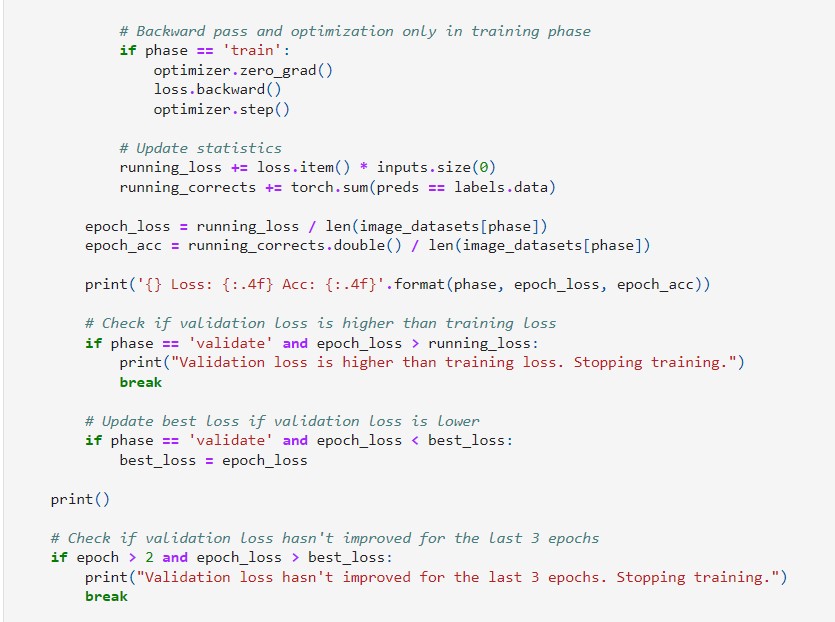 # Backward pass and optimization only in training phase
if phase == 'train':
optimizer.zero_grad()
loss.backward()
optimizer.step()
# Update statistics
running_loss += loss.item() * inputs.size(0)
running_corrects += torch.sum(preds == labels.data)
epoch_loss = running_loss / len(image_datasets[phase])
epoch_acc = running_corrects.double() / len(image_datasets[phase])
print('{} Loss: {:.4f} Acc: {:.4f}'.format(phase, epoch_loss, epoch_acc))
# Check if validation loss is higher than training loss
if phase == 'validate' and epoch_loss > running_loss:
print("Validation loss is higher than training loss. Stopping training.")
break
# Update best loss if validation loss is lower
if phase == 'validate' and epoch_loss < best_loss:
best_loss = epoch_loss
print()
# Check if validation loss hasn't improved for the last 3 epochs
if epoch > 2 and epoch_loss > best_loss:
print("Validation loss hasn't improved for the last 3 epochs. Stopping training.")
break